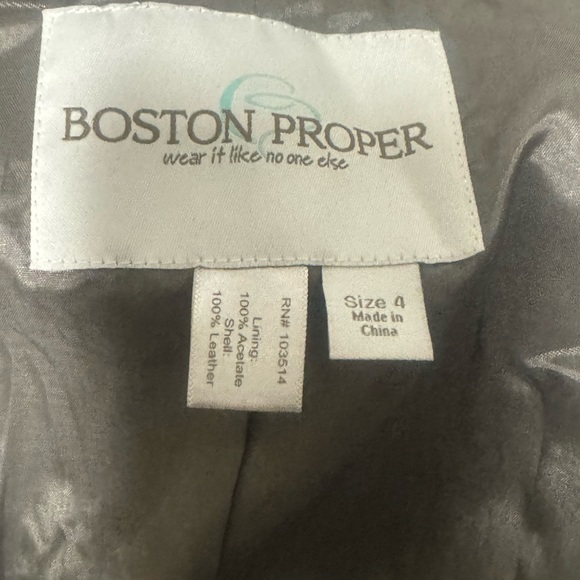 BOSTON PROPER
wear it like no one else
RN# 103514
Lining:
100% Acetate
Shell:
100% Leather
Size 4
Made in
China